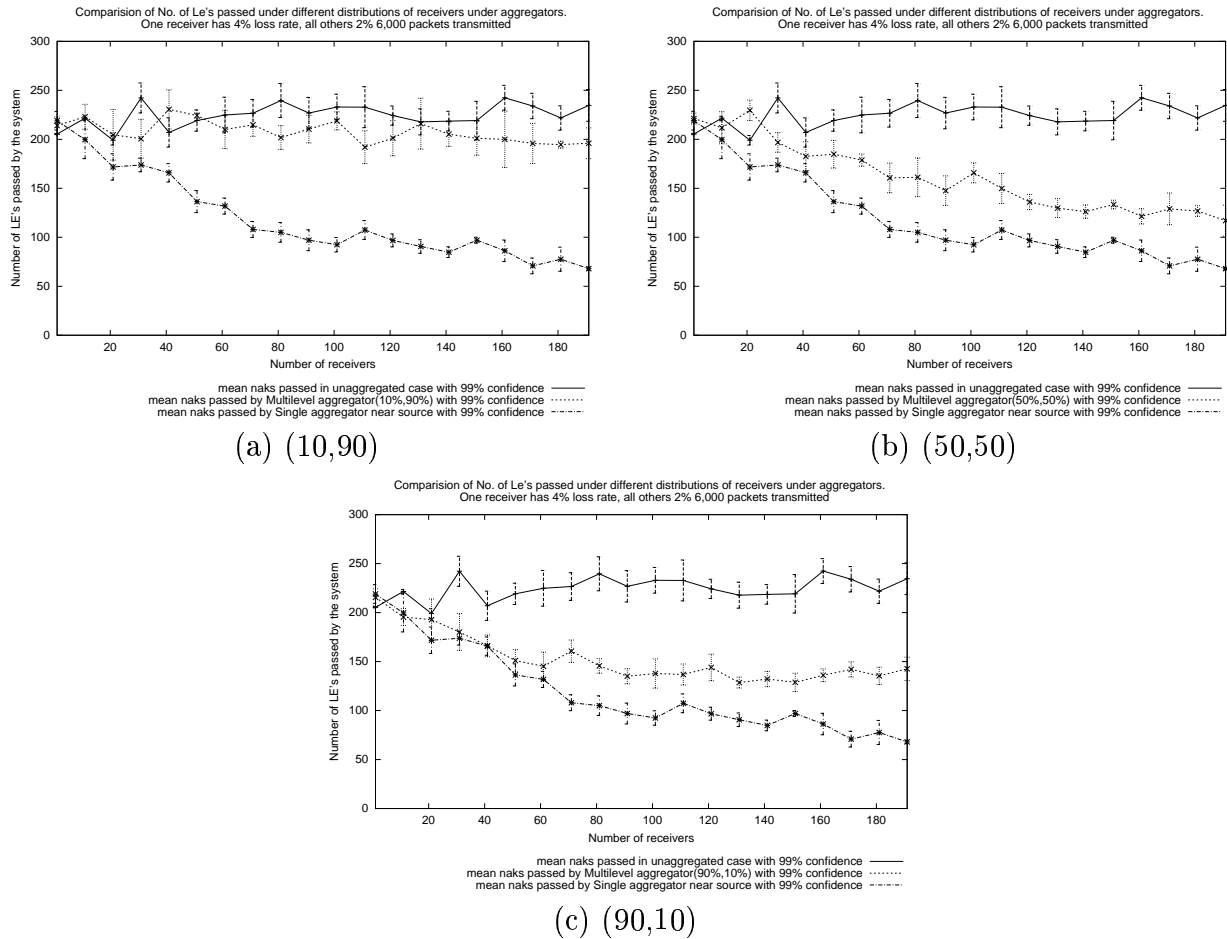 Comparision of No. of Le's passed under different distributions of receivers under aggregators.
One receiver has 4% loss rate, all others 2% 6,000 packets transmitted
300
250
200
150
100
50
0
Number of LE's passed by the system
20 40 60 80 100 120 140 160 180
Number of receivers
mean naks passed in unaggregated case with 99% confidence
mean naks passed by Multilevel aggregator(10%,90%) with 99% confidence
mean naks passed by Single aggregator near source with 99% confidence
(a) (10,90)
Comparision of No. of Le's passed under different distributions of receivers under aggregators.
One receiver has 4% loss rate, all others 2% 6,000 packets transmitted
300
250
200
150
100
50
0
Number of LE's passed by the system
20 40 60 80 100 120 140 160 180
Number of receivers
mean naks passed in unaggregated case with 99% confidence
mean naks passed by Multilevel aggregator(50%,50%) with 99% confidence
mean naks passed by Single aggregator near source with 99% confidence
(b) (50,50)
Comparision of No. of Le's passed under different distributions of receivers under aggregators.
One receiver has 4% loss rate, all others 2% 6,000 packets transmitted
300
250
200
150
100
50
0
Number of LE's passed by the system
20 40 60 80 100 120 140 160 180
Number of receivers
mean naks passed in unaggregated case with 99% confidence
mean naks passed by Multilevel aggregator(90%,10%) with 99% confidence
mean naks passed by Single aggregator near source with 99% confidence
(c) (90,10)